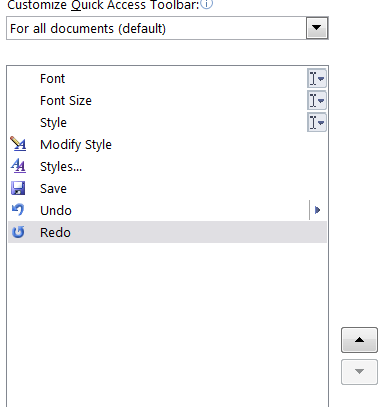 Customize Quick Access Toolbar:
For all documents (default)
Font
Font Size
Style
Modify Style
Styles...
Save
Undo
Redo